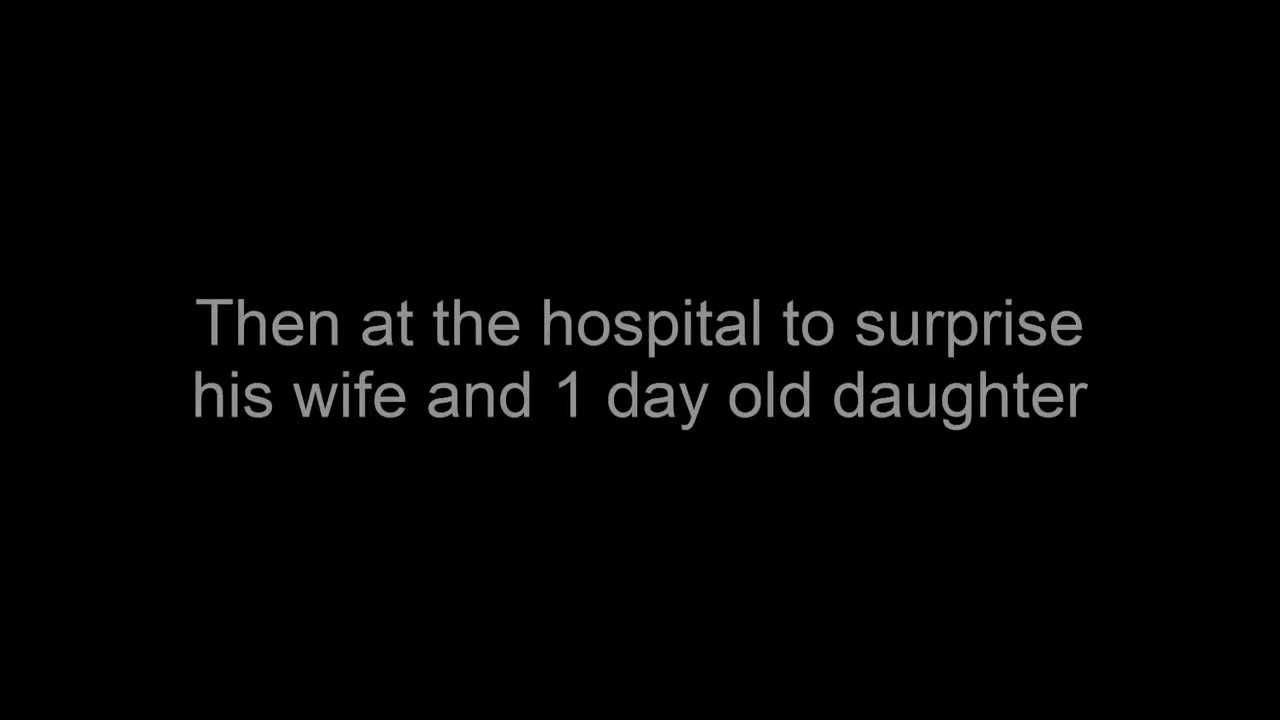 Then at the hospital to surprise
his wife and 1 day old daughter